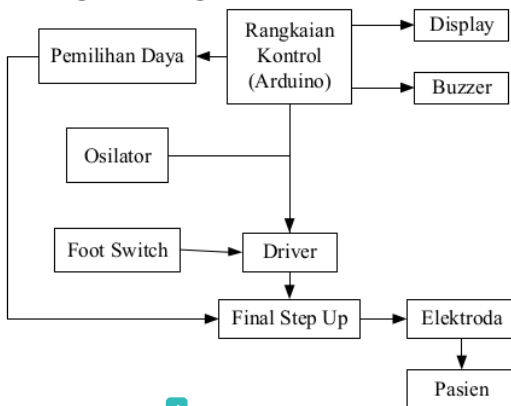 Rangkaian
Kontrol
(Arduino)
Display
Pemilihan Daya
Buzzer
Osilator
Foot Switch
Driver
Final Step Up
Elektroda
Pasien